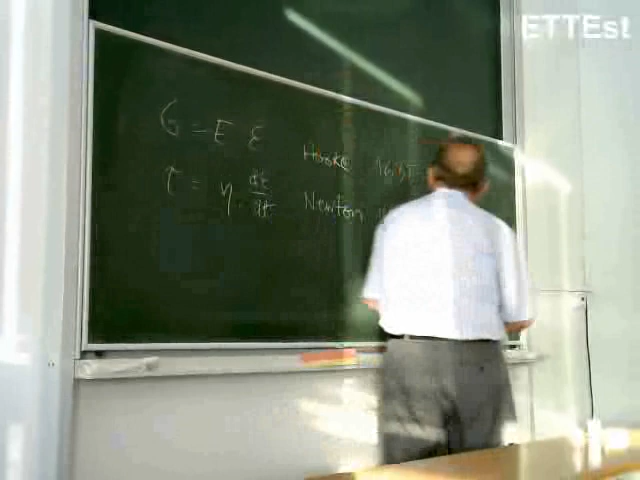 ETTEst
σ = E ε Hooke
τ = η dε/dt Newton